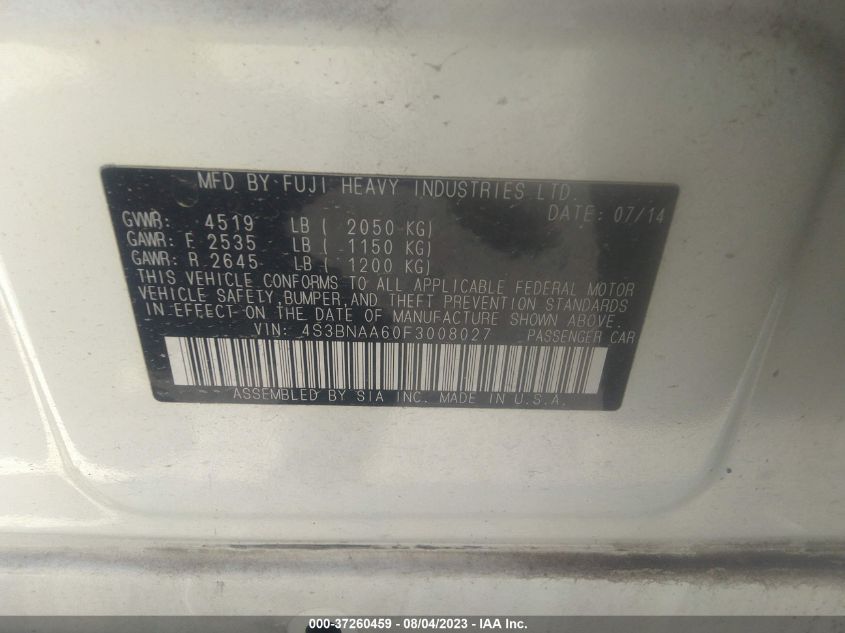 MFD BY FUJI HEAVY INDUSTRIES LTD.
DATE: 07/14
GVWR: 4519 LB ( 2050 KG)
GAWR: F 2535 LB ( 1150 KG)
GAWR: R 2645 LB ( 1200 KG)
THIS VEHICLE CONFORMS TO ALL APPLICABLE FEDERAL MOTOR
VEHICLE SAFETY, BUMPER, AND THEFT PREVENTION STANDARDS
IN EFFECT ON THE DATE OF MANUFACTURE SHOWN ABOVE.
VIN: 4S3BNAA60F3008027 PASSENGER CAR
ASSEMBLED BY SIA INC. MADE IN U.S.A.
000-37260459 - 08/04/2023 - IAA Inc.